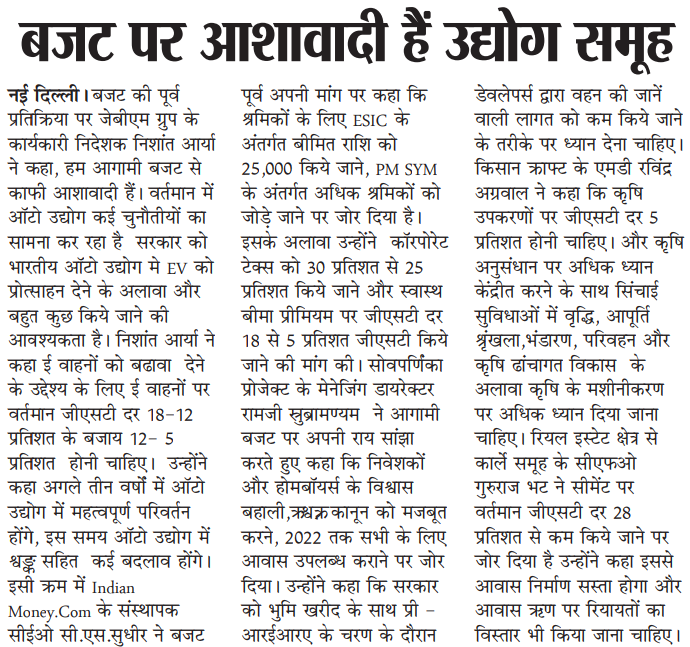 बजट पर आशावादी हैं उद्योग समूह
नई दिल्ली। बजट की पूर्व
प्रतिक्रिया पर जेबीएम ग्रुप के
कार्यकारी निदेशक निशांत आर्या
ने कहा, हम आगामी बजट से
काफी आशावादी हैं। वर्तमान में
ऑटो उद्योग कई चुनौतीयों का
सामना कर रहा है सरकार को
भारतीय ऑटो उद्योग मे EV को
प्रोत्साहन देने के अलावा और
बहुत कुछ किये जाने की
आवश्यकता है। निशांत आर्या ने
कहा ई वाहनों को बढावा देने
के उद्देश्य के लिए ई वाहनों पर
वर्तमान जीएसटी दर 18-12
प्रतिशत के बजाय 12- 5
प्रतिशत होनी चाहिए। उन्होंने
कहा अगले तीन वर्षों में ऑटो
उद्योग में महत्वपूर्ण परिवर्तन
होंगे, इस समय ऑटो उद्योग में
सहित कई बदलाव होंगे।
इसी क्रम में Indian
Money.Com के संस्थापक
सीईओ सी.एस.सुधीर ने बजट
पूर्व अपनी मांग पर कहा कि
श्रमिकों के लिए ESIC के
अंतर्गत बीमित राशि को
25,000 किये जाने, PM SYM
के अंतर्गत अधिक श्रमिकों को
जोड़े जाने पर जोर दिया है।
इसके अलावा उन्होंने कॉरपोरेट
टेक्स को 30 प्रतिशत से 25
प्रतिशत किये जाने और स्वास्थ
बीमा प्रीमियम पर जीएसटी दर
18 से 5 प्रतिशत जीएसटी किये
जाने की मांग की। सोवपर्णिका
प्रोजेक्ट के मेनेजिंग डायरेक्टर
रामजी सुब्रामण्यम ने आगामी
बजट पर अपनी राय सांझा
करते हुए कहा कि निवेशकों
और होमबॉयर्स के विश्वास
बहाली, कानून को मजबूत
करने, 2022 तक सभी के लिए
आवास उपलब्ध कराने पर जोर
दिया। उन्होंने कहा कि सरकार
को भुमि खरीद के साथ प्री -
आरईआरए के चरण के दौरान
डेवलेपर्स द्वारा वहन की जानें
वाली लागत को कम किये जाने
के तरीके पर ध्यान देना चाहिए।
किसान क्राफ्ट के एमडी रविंद्र
अग्रवाल ने कहा कि कृषि
उपकरणों पर जीएसटी दर 5
प्रतिशत होनी चाहिए। और कृषि
अनुसंधान पर अधिक ध्यान
केंद्रीत करने के साथ सिंचाई
सुविधाओं में वृद्धि, आपूर्ति
श्रृंखला,भंडारण, परिवहन और
कृषि ढांचागत विकास के
अलावा कृषि के मशीनीकरण
पर अधिक ध्यान दिया जाना
चाहिए। रियल इस्टेट क्षेत्र से
कार्ले समूह के सीएफओ
गुरुराज भट ने सीमेंट पर
वर्तमान जीएसटी दर 28
प्रतिशत से कम किये जाने पर
जोर दिया है उन्होंने कहा इससे
आवास निर्माण सस्ता होगा और
आवास ऋण पर रियायतों का
विस्तार भी किया जाना चाहिए।